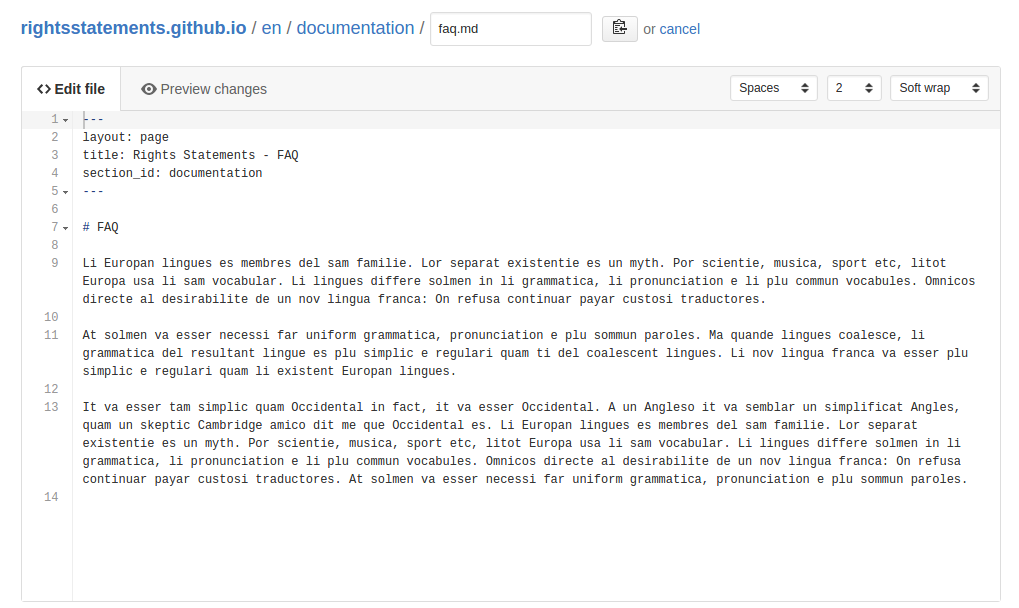 rightsstatements.github.io / en / documentation / faq.md or cancel
Edit file Preview changes Spaces 2 Soft wrap
1 ---
2 layout: page
3 title: Rights Statements - FAQ
4 section_id: documentation
5 ---
6
7 # FAQ
8
9 Li Europan lingues es membres del sam familie. Lor separat existentie es un myth. Por scientie, musica, sport etc, litot
Europa usa li sam vocabular. Li lingues differe solmen in li grammatica, li pronunciation e li plu commun vocabules. Omnicos
directe al desirabilite de un nov lingua franca: On refusa continuar payar custosi traductores.
10
11 At solmen va esser necessi far uniform grammatica, pronunciation e plu sommun paroles. Ma quande lingues coalesce, li
grammatica del resultant lingue es plu simplic e regulari quam ti del coalescent lingues. Li nov lingua franca va esser plu
simplic e regulari quam li existent Europan lingues.
12
13 It va esser tam simplic quam Occidental in fact, it va esser Occidental. A un Angleso it va semblar un simplificat Angles,
quam un skeptic Cambridge amico dit me que Occidental es. Li Europan lingues es membres del sam familie. Lor separat
existentie es un myth. Por scientie, musica, sport etc, litot Europa usa li sam vocabular. Li lingues differe solmen in li
grammatica, li pronunciation e li plu commun vocabules. Omnicos directe al desirabilite de un nov lingua franca: On refusa
continuar payar custosi traductores. At solmen va esser necessi far uniform grammatica, pronunciation e plu sommun paroles.
14